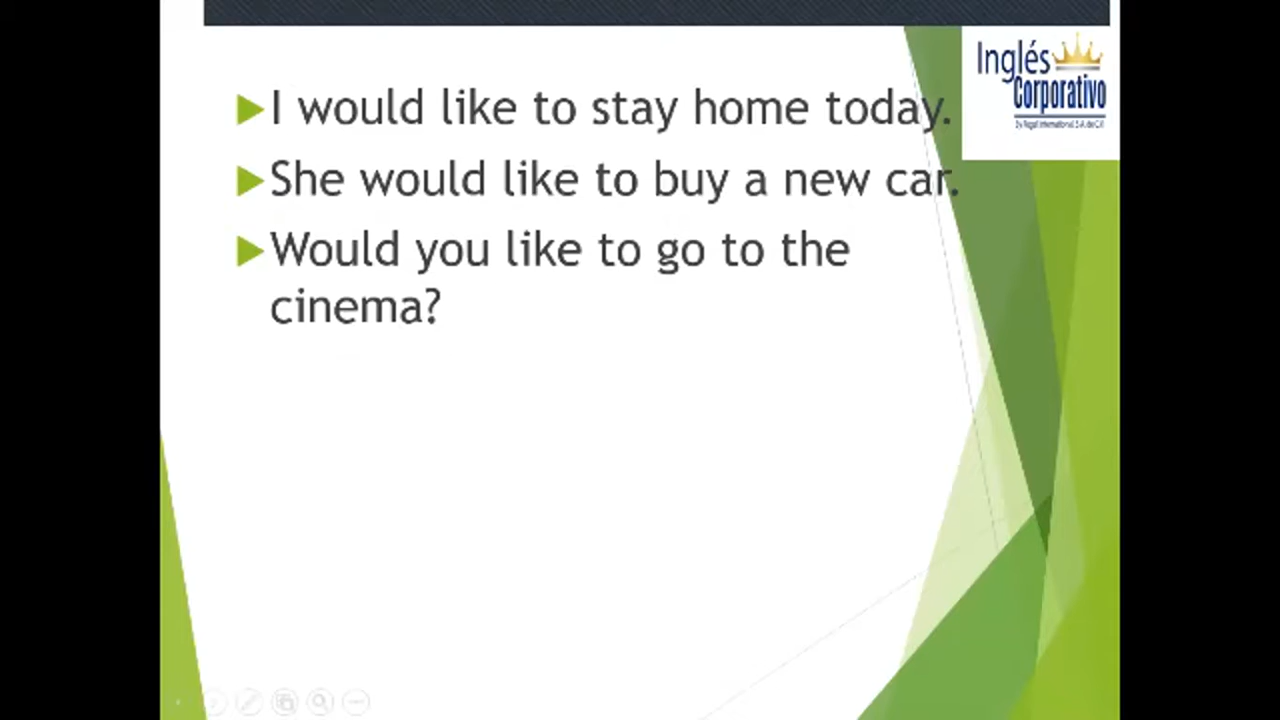 Inglés
Corporativo
I would like to stay home today.
She would like to buy a new car.
Would you like to go to the
cinema?